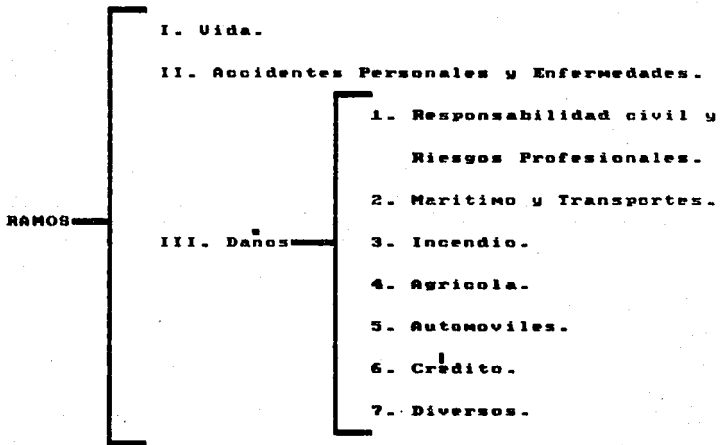 I. Vida.
II. Accidentes Personales y Enfermedades.
1. Responsabilidad civil y
Riesgos Profesionales.
2. Maritimo y Transportes.
RAMOS
III. Daños
3. Incendio.
4. Agricola.
5. Automoviles.
6. Crédito.
7. Diversos.